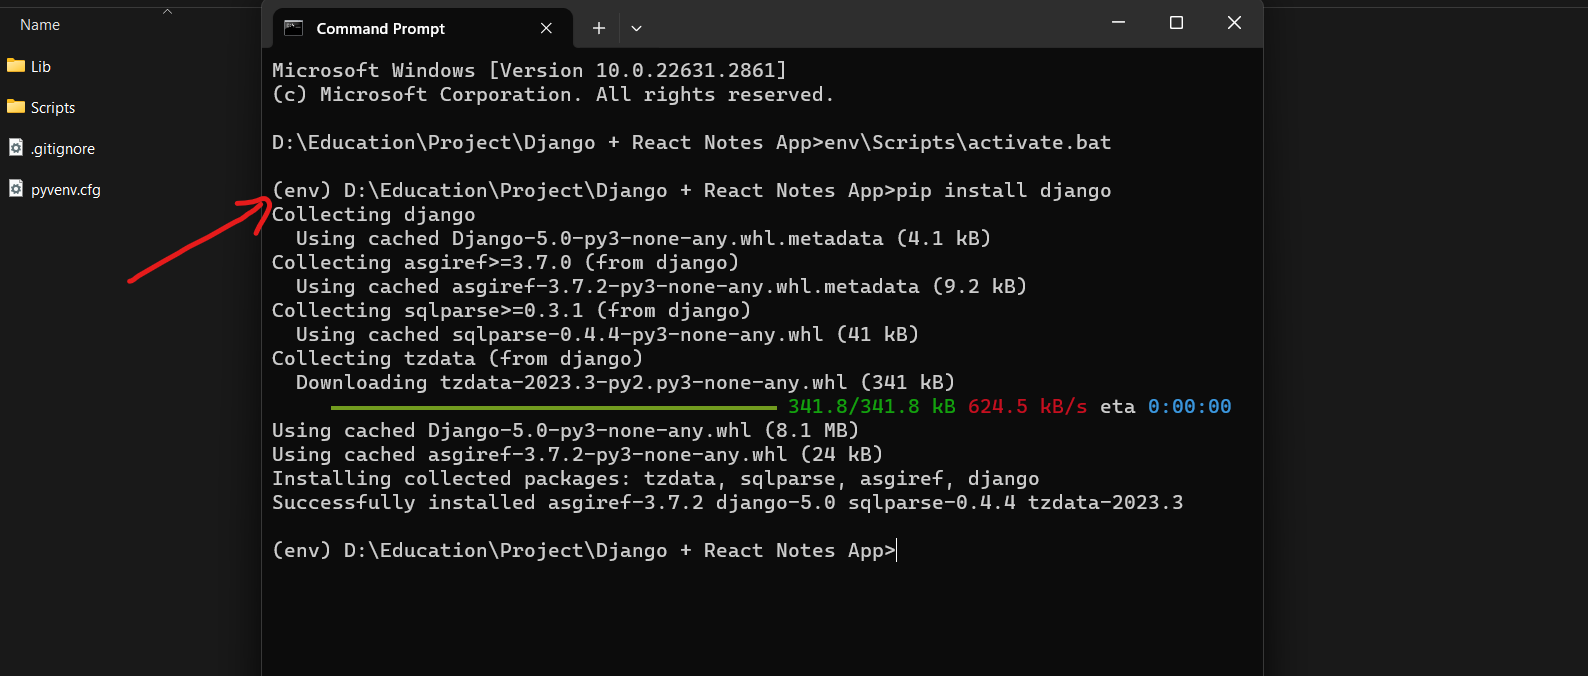 Name
Lib
Scripts
.gitignore
pyvenv.cfg
Command Prompt
Microsoft Windows [Version 10.0.22631.2861]
(c) Microsoft Corporation. All rights reserved.
D:\Education\Project\Django + React Notes App>env\Scripts\activate.bat
(env) D:\Education\Project\Django + React Notes App>pip install django
Collecting django
  Using cached Django-5.0-py3-none-any.whl.metadata (4.1 kB)
Collecting asgiref>=3.7.0 (from django)
  Using cached asgiref-3.7.2-py3-none-any.whl.metadata (9.2 kB)
Collecting sqlparse>=0.3.1 (from django)
  Using cached sqlparse-0.4.4-py3-none-any.whl (41 kB)
Collecting tzdata (from django)
  Downloading tzdata-2023.3-py2.py3-none-any.whl (341 kB)
341.8/341.8 kB 624.5 kB/s eta 0:00:00
Using cached Django-5.0-py3-none-any.whl (8.1 MB)
Using cached asgiref-3.7.2-py3-none-any.whl (24 kB)
Installing collected packages: tzdata, sqlparse, asgiref, django
Successfully installed asgiref-3.7.2 django-5.0 sqlparse-0.4.4 tzdata-2023.3
(env) D:\Education\Project\Django + React Notes App>